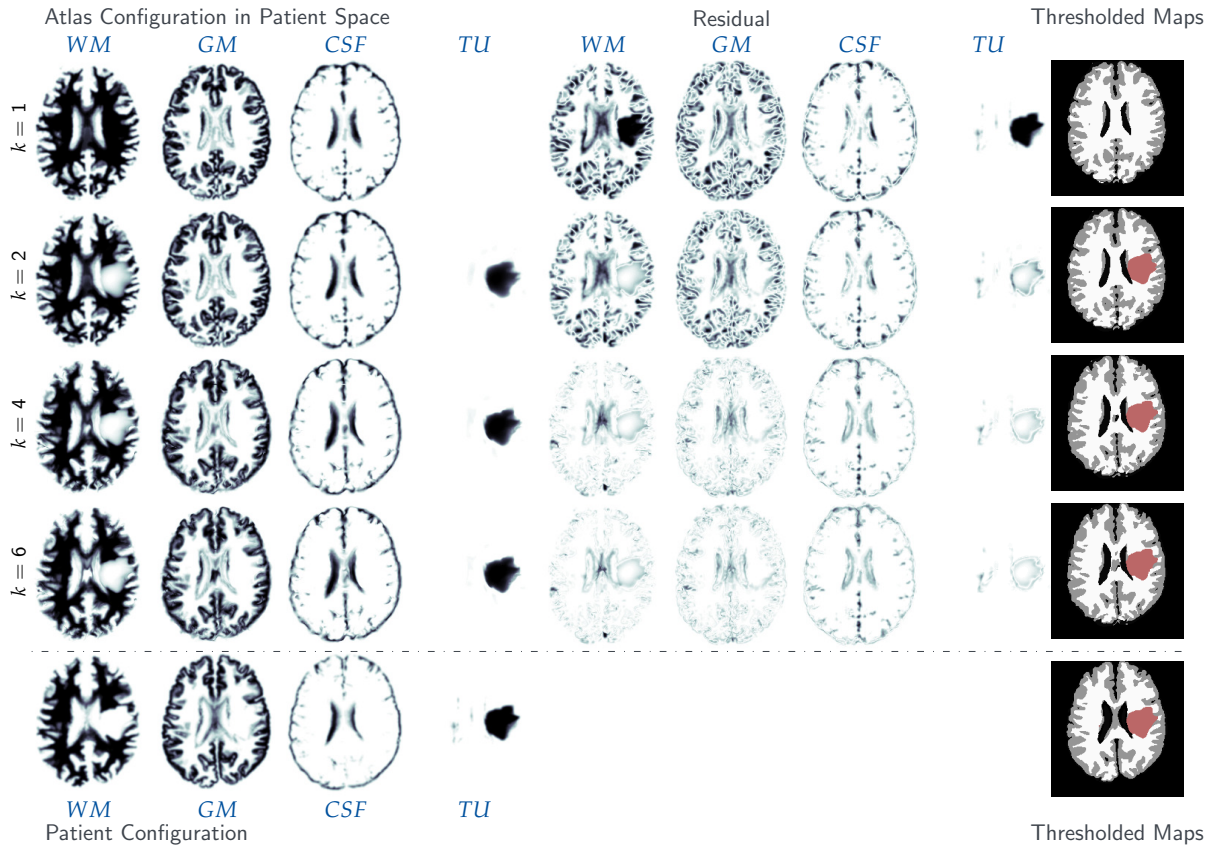 Atlas Configuration in Patient Space Residual Thresholded Maps
WM GM CSF TU WM GM CSF TU
k = 1
k = 2
k = 4
k = 6
WM GM CSF TU
Patient Configuration Thresholded Maps